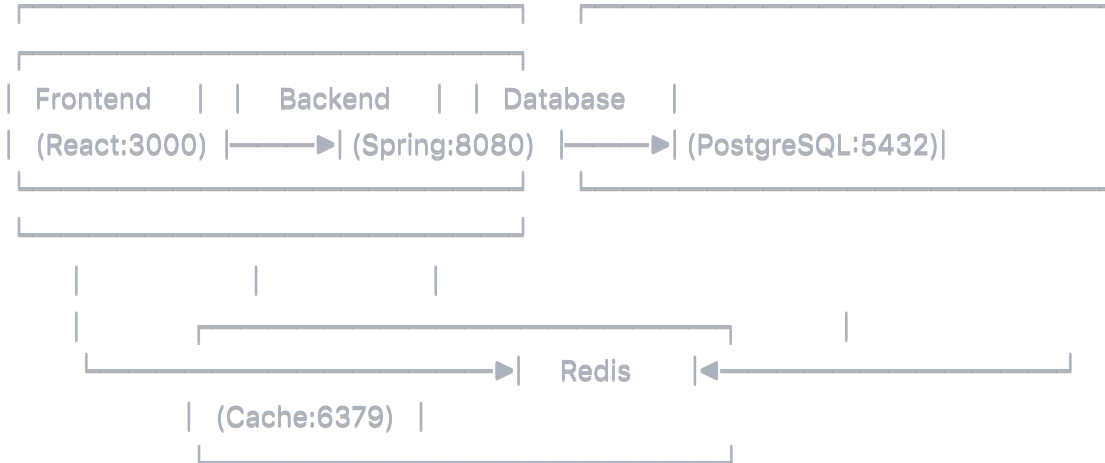 Frontend Backend Database
(React:3000) (Spring:8080) (PostgreSQL:5432)
Redis
(Cache:6379)